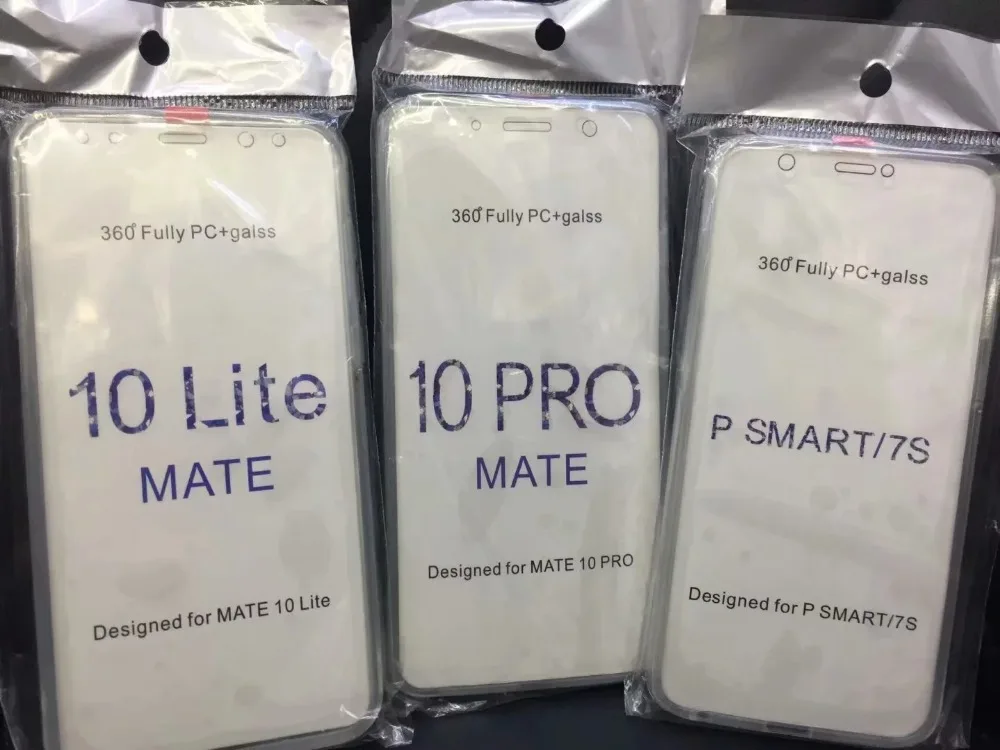 360° Fully PC+galss
10 Lite
MATE
Designed for MATE 10 Lite
360° Fully PC+galss
10 PRO
MATE
Designed for MATE 10 PRO
360° Fully PC+galss
P SMART/7S
Designed for P SMART/7S